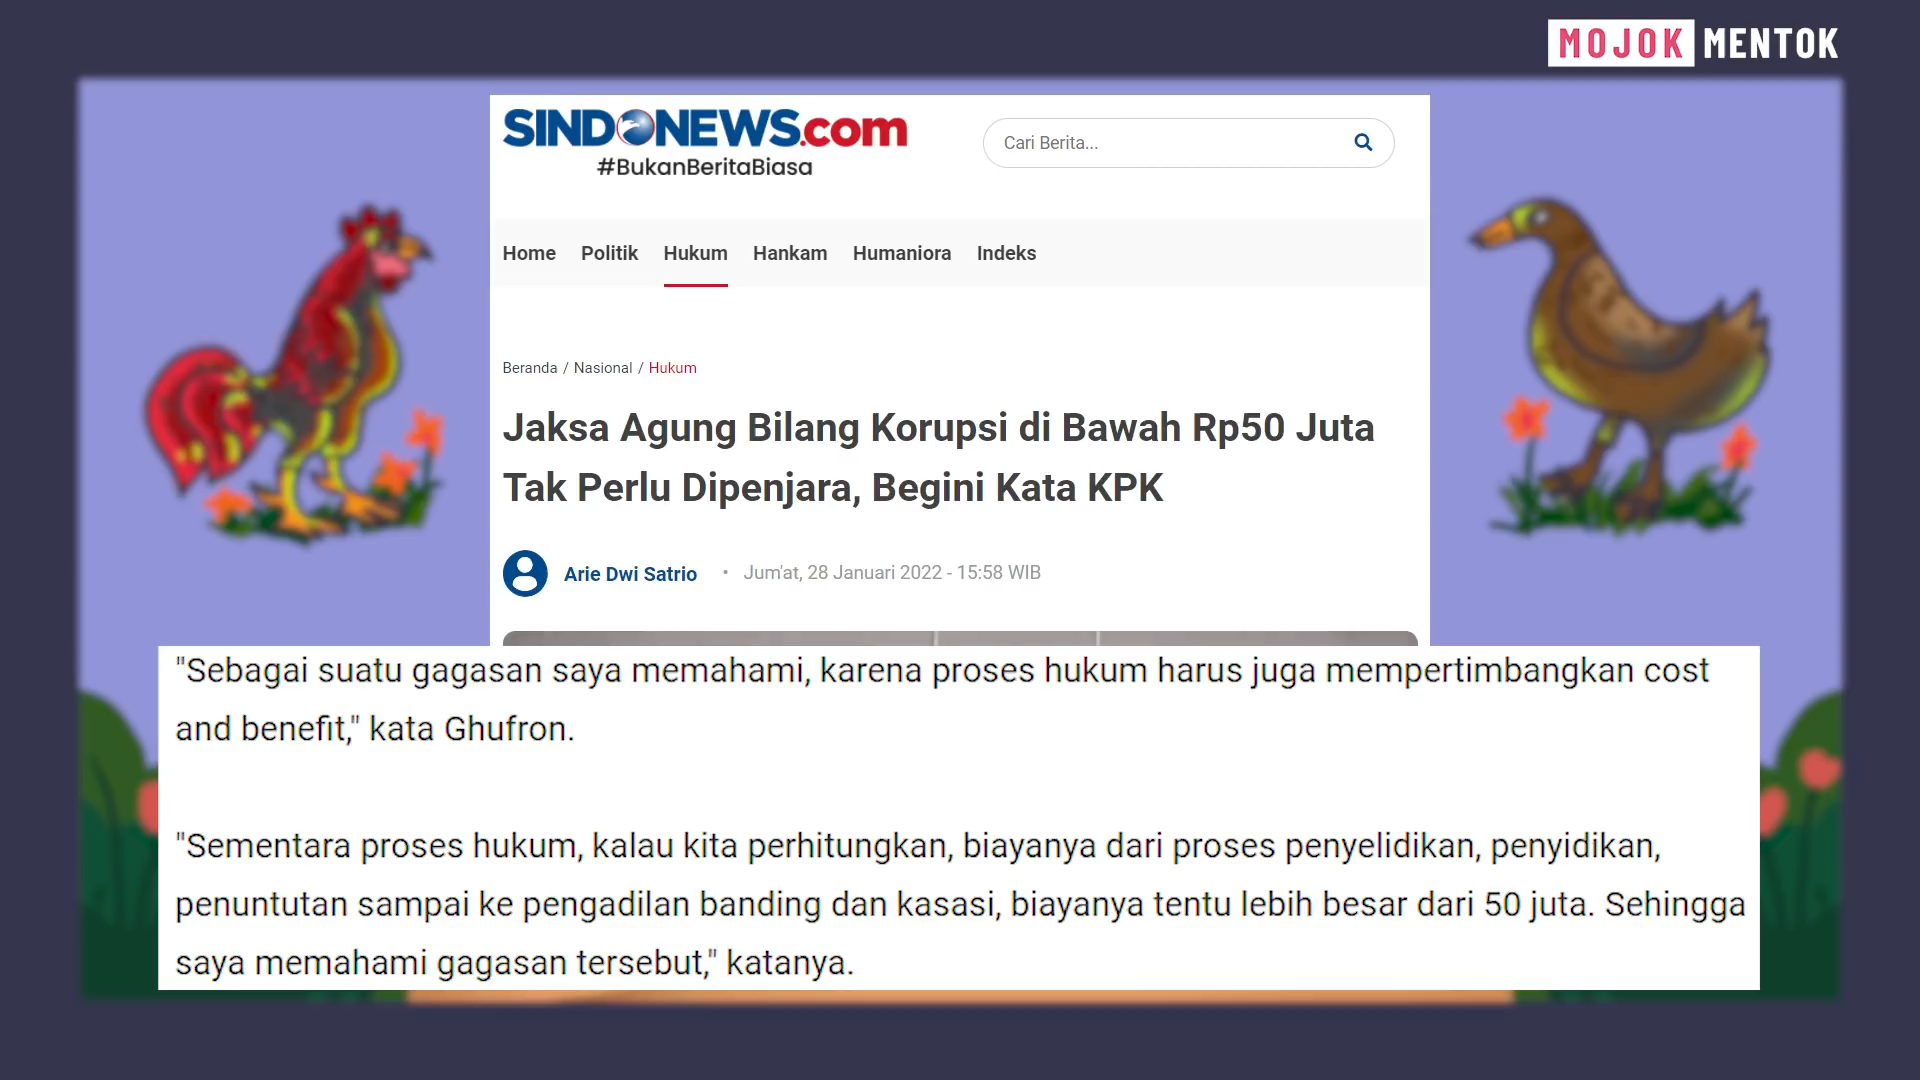 MOJOK MENTOK
SINDONEWS.com
#BukanBeritaBiasa
Cari Berita...
Home Politik Hukum Hankam Humaniora Indeks
Beranda / Nasional / Hukum
Jaksa Agung Bilang Korupsi di Bawah Rp50 Juta
Tak Perlu Dipenjara, Begini Kata KPK
Arie Dwi Satrio • Jum'at, 28 Januari 2022 - 15:58 WIB
"Sebagai suatu gagasan saya memahami, karena proses hukum harus juga mempertimbangkan cost
and benefit," kata Ghufron.
"Sementara proses hukum, kalau kita perhitungkan, biayanya dari proses penyelidikan, penyidikan,
penuntutan sampai ke pengadilan banding dan kasasi, biayanya tentu lebih besar dari 50 juta. Sehingga
saya memahami gagasan tersebut," katanya.